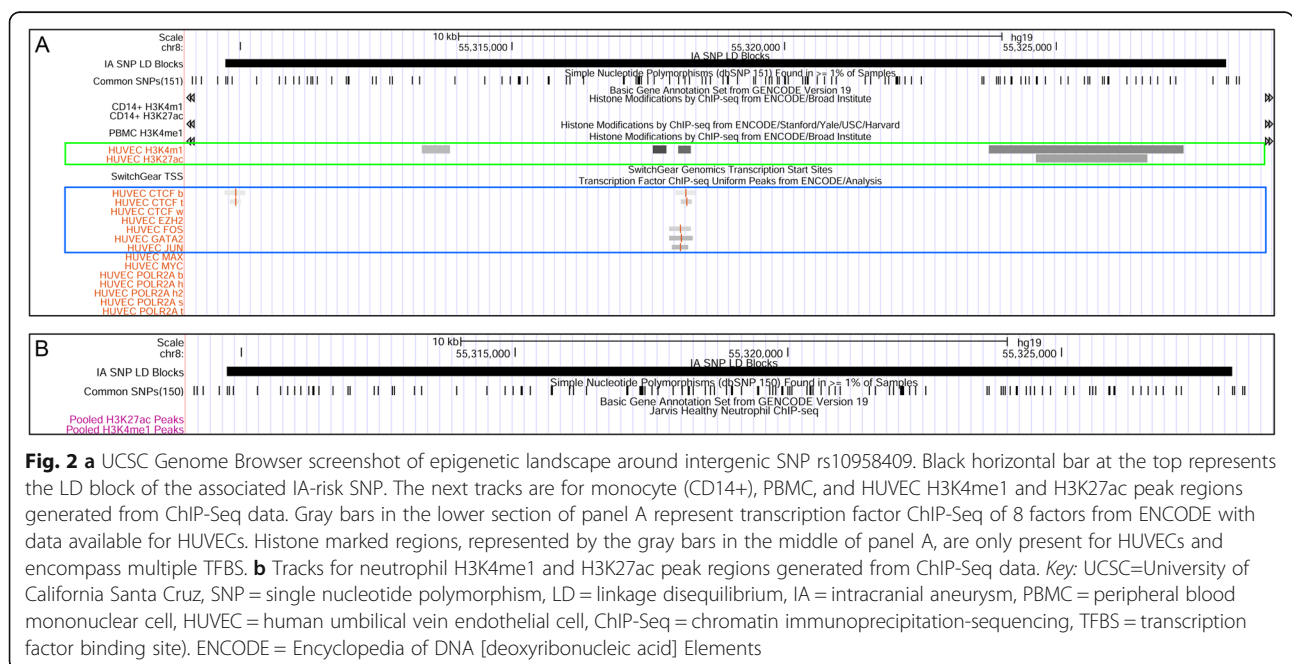 A
Scale
10 kb
hg19
chr8:
55,315,000
55,320,000
55,325,000
IA SNP LD Blocks
IA SNP LD Blocks
Simple Nucleotide Polymorphisms (dbSNP 151) Found in >= 1% of Samples
Common SNPs(151)
Basic Gene Annotation Set from GENCODE Version 19
Histone Modifications by ChIP-seq from ENCODE/Broad Institute
CD14+ H3K4m1
CD14+ H3K27ac
Histone Modifications by ChIP-seq from ENCODE/Stanford/Yale/USC/Harvard
PBMC H3K4me1
Histone Modifications by ChIP-seq from ENCODE/Broad Institute
HUVEC H3K4m1
HUVEC H3K27ac
SwitchGear Genomics Transcription Start Sites
SwitchGear TSS
Transcription Factor ChIP-seq Uniform Peaks from ENCODE/Analysis
HUVEC CTCF b
HUVEC CTCF t
HUVEC CTCF w
HUVEC EZH2
HUVEC FOS
HUVEC GATA2
HUVEC JUN
HUVEC MAX
HUVEC MYC
HUVEC POLR2A b
HUVEC POLR2A h
HUVEC POLR2A h2
HUVEC POLR2A s
HUVEC POLR2A t
B
Scale
10 kb
hg19
chr8:
55,315,000
55,320,000
55,325,000
IA SNP LD Blocks
IA SNP LD Blocks
Simple Nucleotide Polymorphisms (dbSNP 150) Found in >= 1% of Samples
Common SNPs(150)
Basic Gene Annotation Set from GENCODE Version 19
Jarvis Healthy Neutrophil ChIP-seq
Pooled H3K27ac Peaks
Pooled H3K4me1 Peaks
Fig. 2 a UCSC Genome Browser screenshot of epigenetic landscape around intergenic SNP rs10958409. Black horizontal bar at the top represents
the LD block of the associated IA-risk SNP. The next tracks are for monocyte (CD14+), PBMC, and HUVEC H3K4me1 and H3K27ac peak regions
generated from ChIP-Seq data. Gray bars in the lower section of panel A represent transcription factor ChIP-Seq of 8 factors from ENCODE with
data available for HUVECs. Histone marked regions, represented by the gray bars in the middle of panel A, are only present for HUVECs and
encompass multiple TFBS. b Tracks for neutrophil H3K4me1 and H3K27ac peak regions generated from ChIP-Seq data. Key: UCSC=University of
California Santa Cruz, SNP = single nucleotide polymorphism, LD = linkage disequilibrium, IA = intracranial aneurysm, PBMC = peripheral blood
mononuclear cell, HUVEC = human umbilical vein endothelial cell, ChIP-Seq = chromatin immunoprecipitation-sequencing, TFBS = transcription
factor binding site). ENCODE = Encyclopedia of DNA [deoxyribonucleic acid] Elements